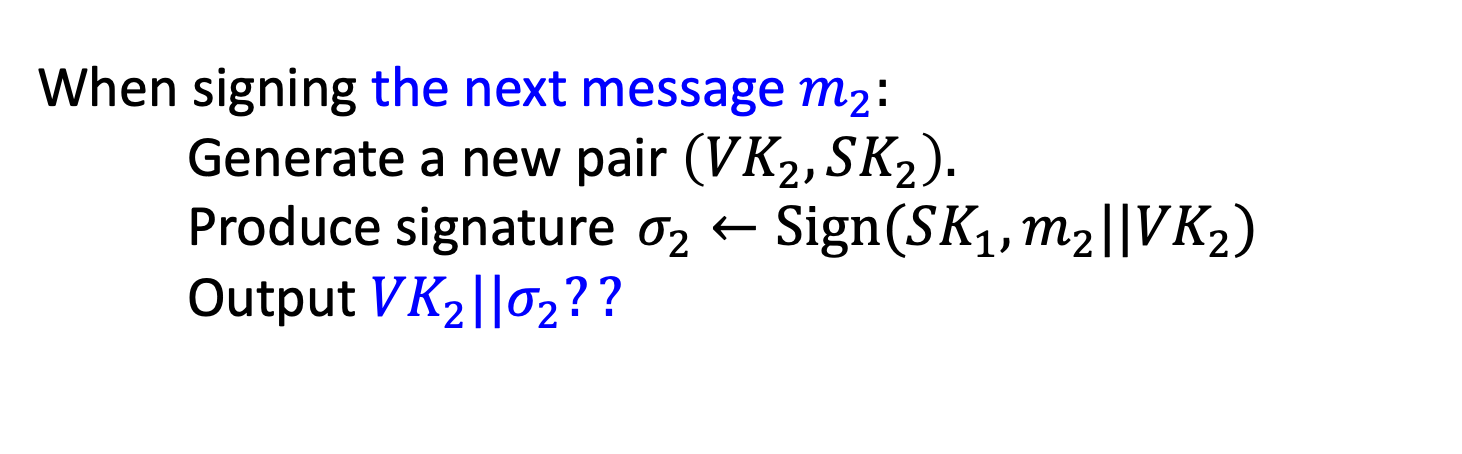 When signing the next message m₂:
Generate a new pair (VK₂, SK₂).
Produce signature σ₂ ← Sign(SK₁, m₂||VK₂)
Output VK₂||σ₂??